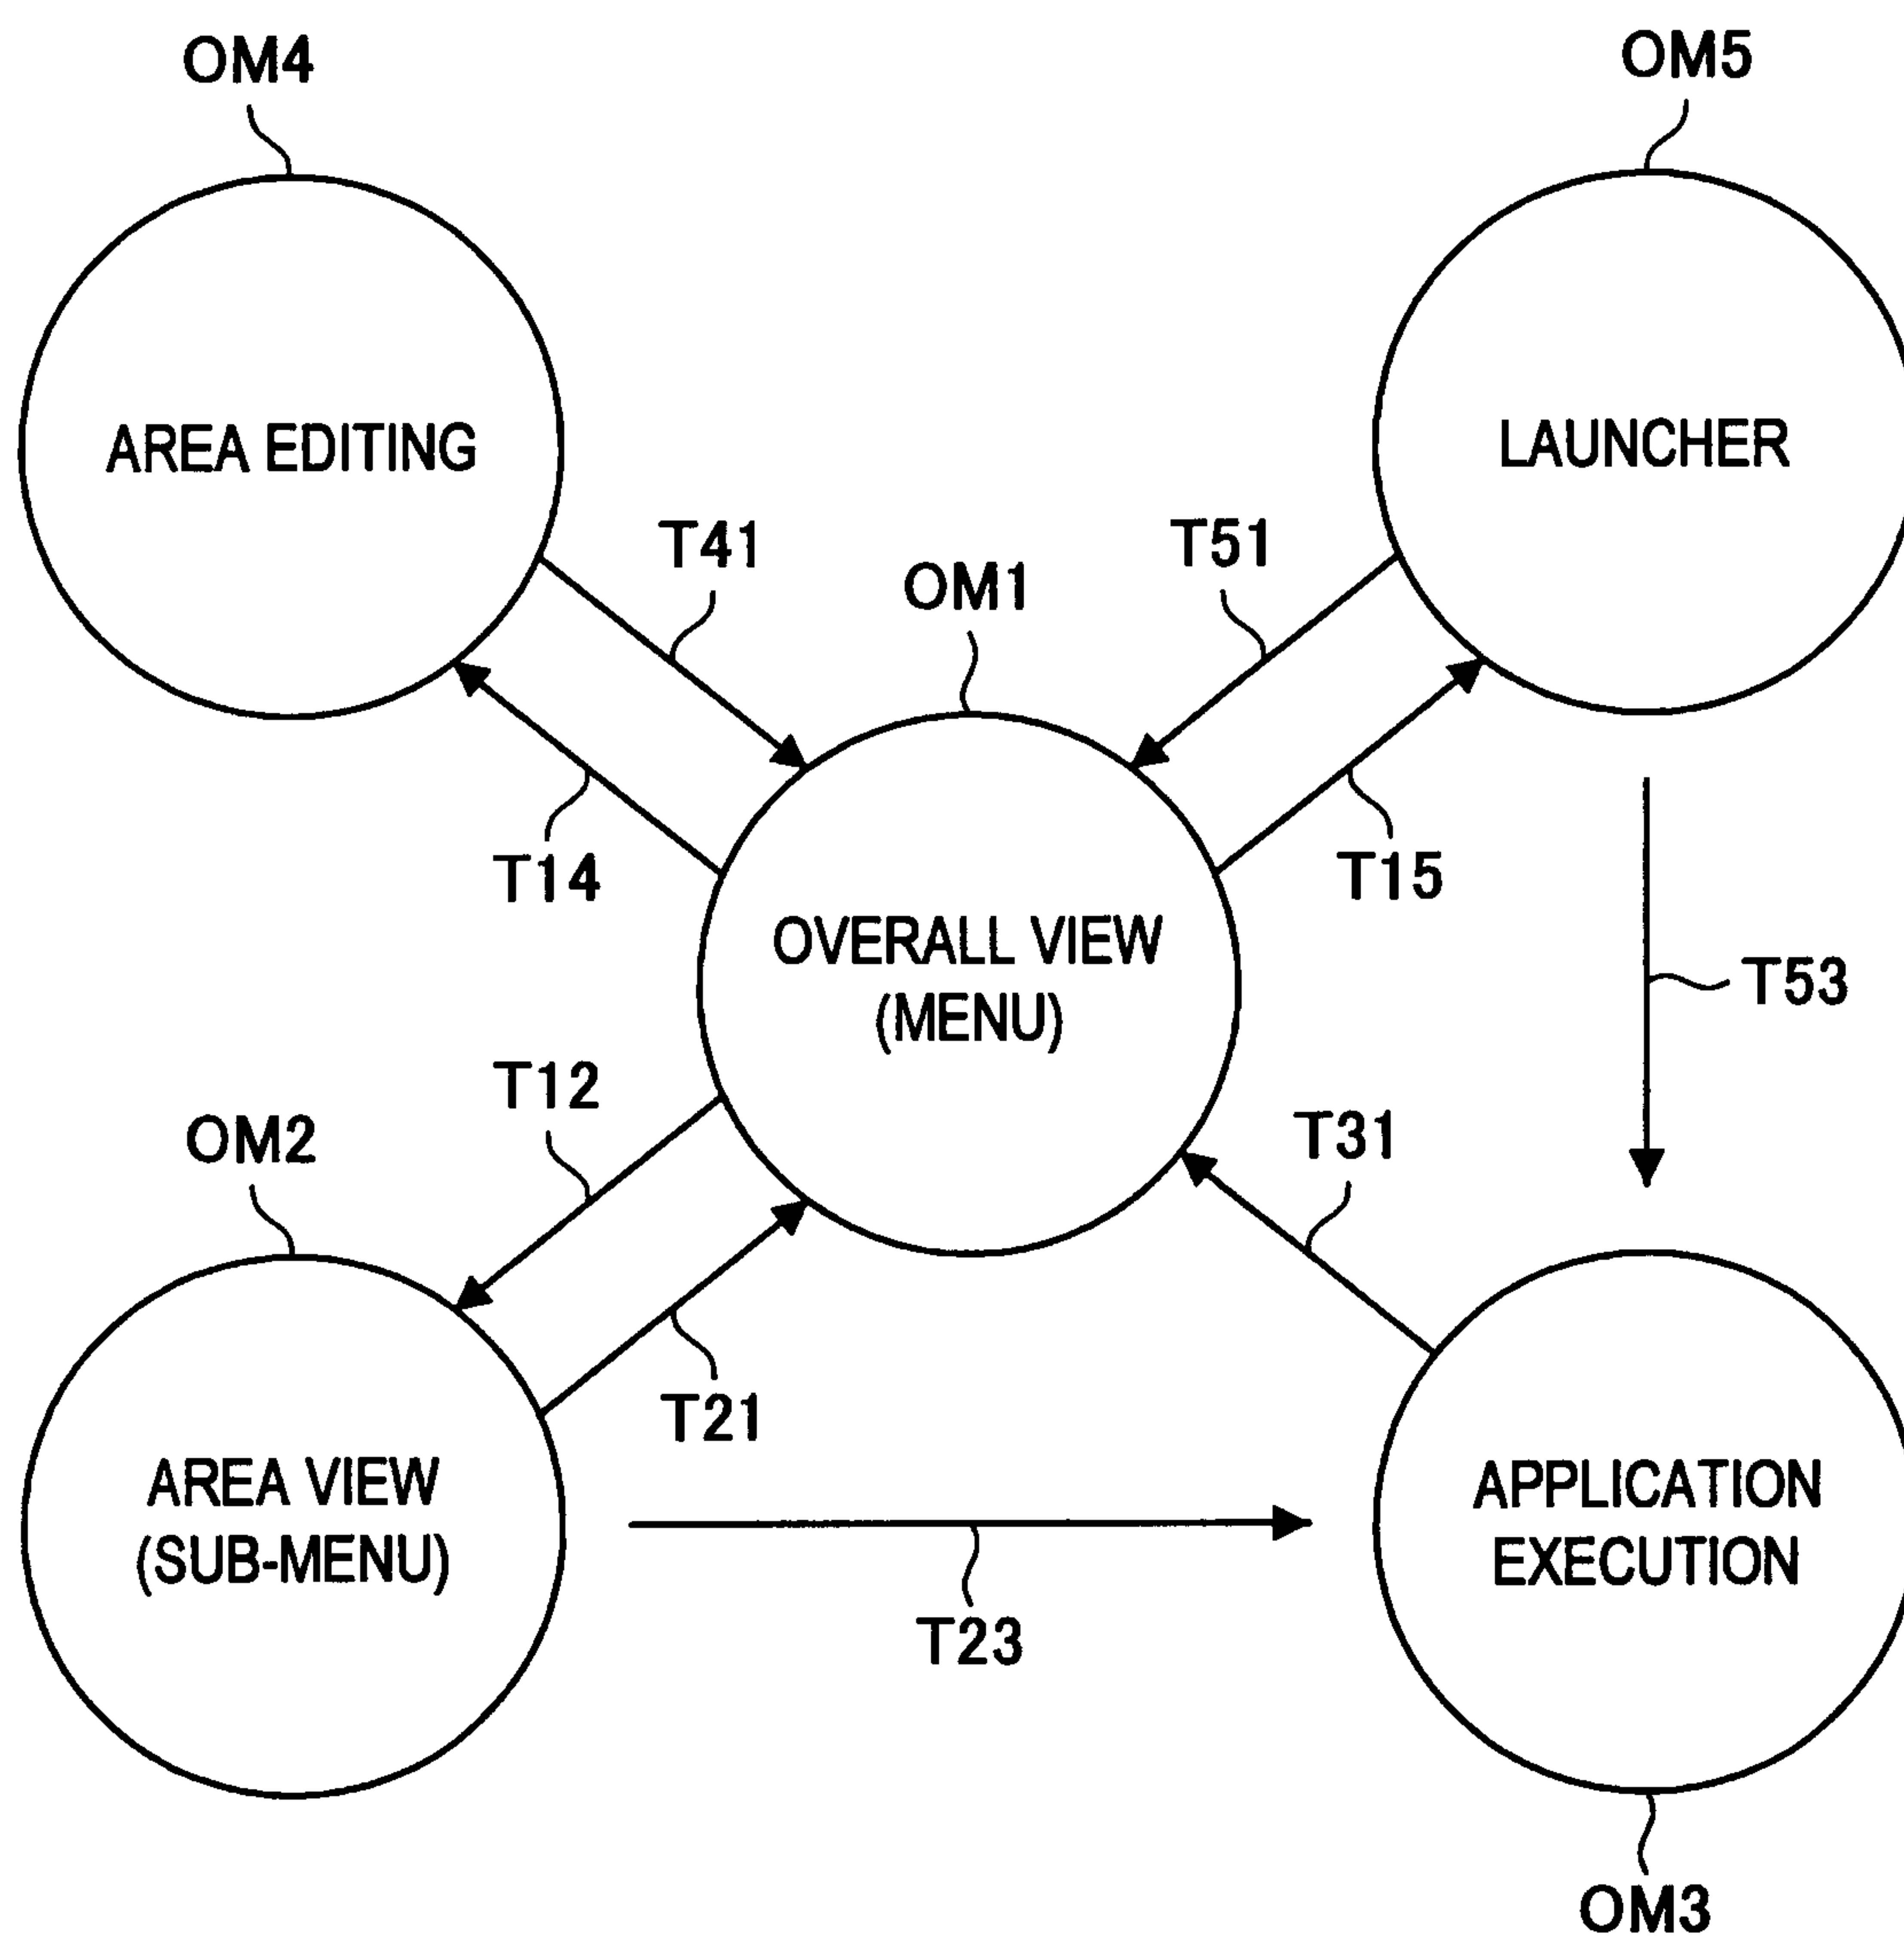 OM4
OM5
AREA EDITING
LAUNCHER
T41
T51
OM1
T14
T15
OVERALL VIEW
(MENU)
T53
T12
OM2
T31
T21
AREA VIEW
(SUB-MENU)
APPLICATION
EXECUTION
T23
OM3